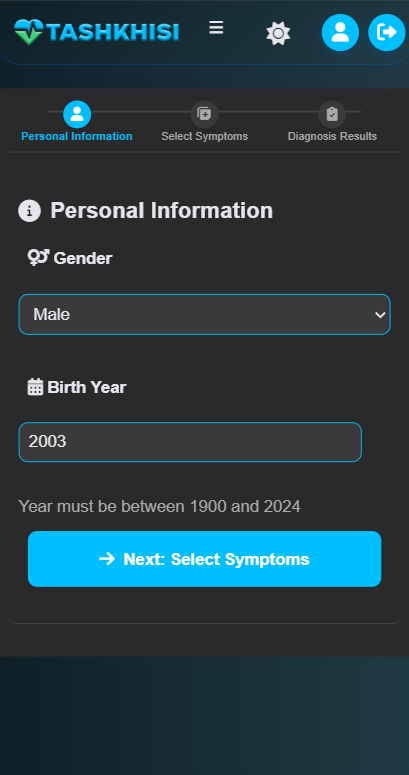 TASHKHISI
Personal Information
Select Symptoms
Diagnosis Results
Personal Information
Gender
Male
Birth Year
2003
Year must be between 1900 and 2024
Next: Select Symptoms